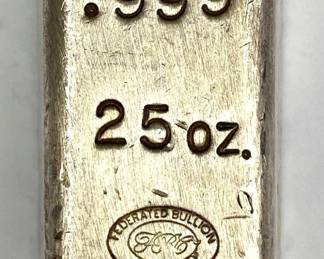 .999
25 oz.
FEDERATED BULLION